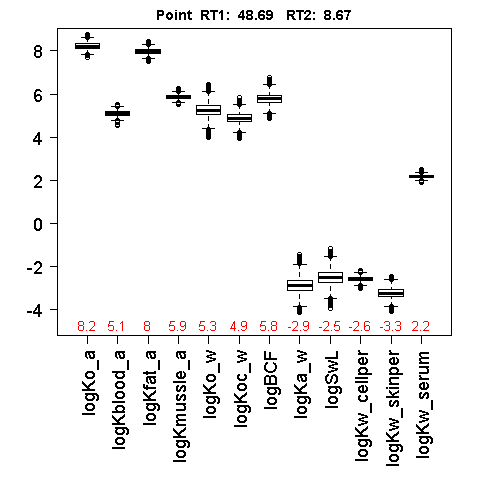 Point RT1: 48.69 RT2: 8.67
8
6
4
2
0
-2
-4
8.2 5.1 8 5.9 5.3 4.9 5.8 -2.9 -2.5 -2.6 -3.3 2.2
logKo_a
logKblood_a
logKfat_a
logKmussle_a
logKo_w
logKoc_w
logBCF
logKa_w
logSwL
logKw_cellper
logKw_skinper
logKw_serum